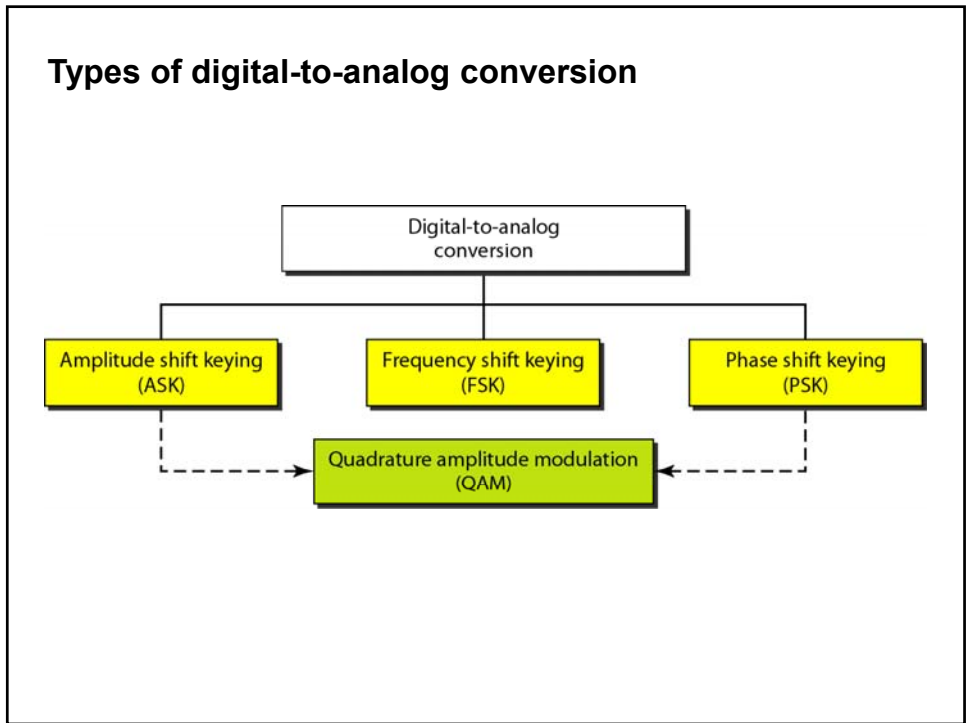 Types of digital-to-analog conversion
Digital-to-analog
conversion
Amplitude shift keying
(ASK)
Frequency shift keying
(FSK)
Phase shift keying
(PSK)
Quadrature amplitude modulation
(QAM)